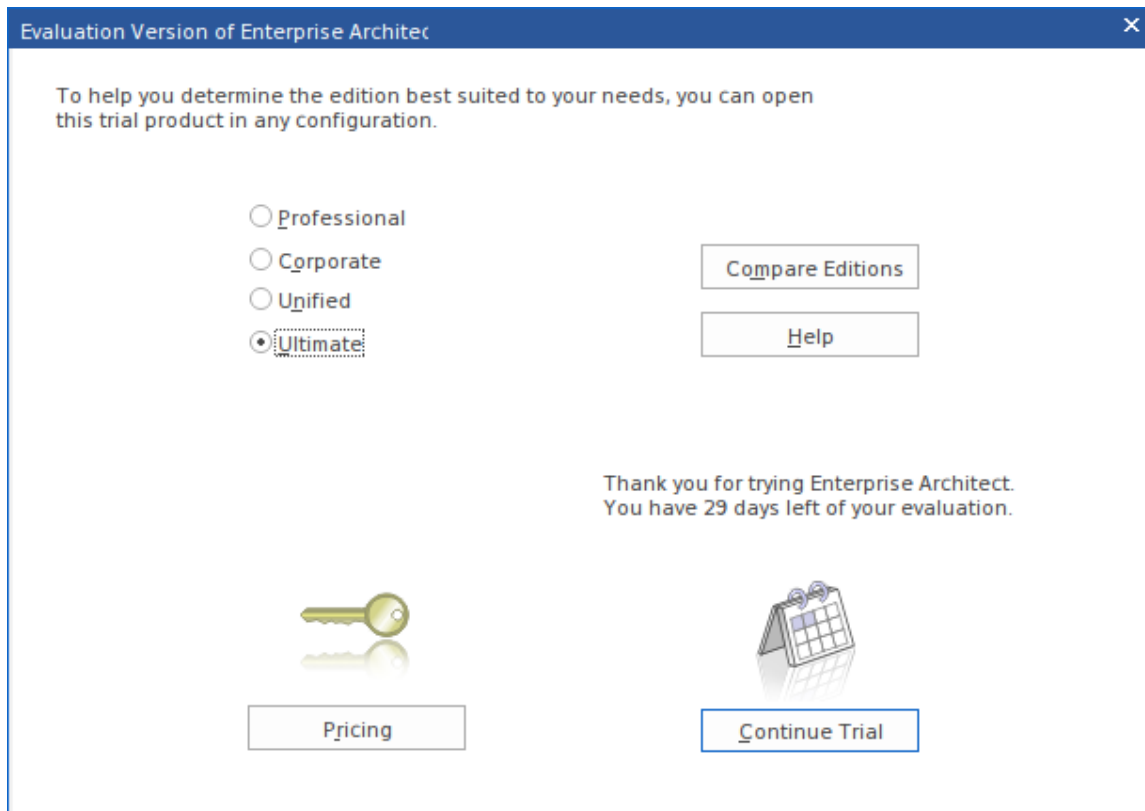 Evaluation Version of Enterprise Architec
To help you determine the edition best suited to your needs, you can open
this trial product in any configuration.
Professional
Corporate
Unified
Ultimate
Compare Editions
Help
Thank you for trying Enterprise Architect.
You have 29 days left of your evaluation.
Pricing
Continue Trial